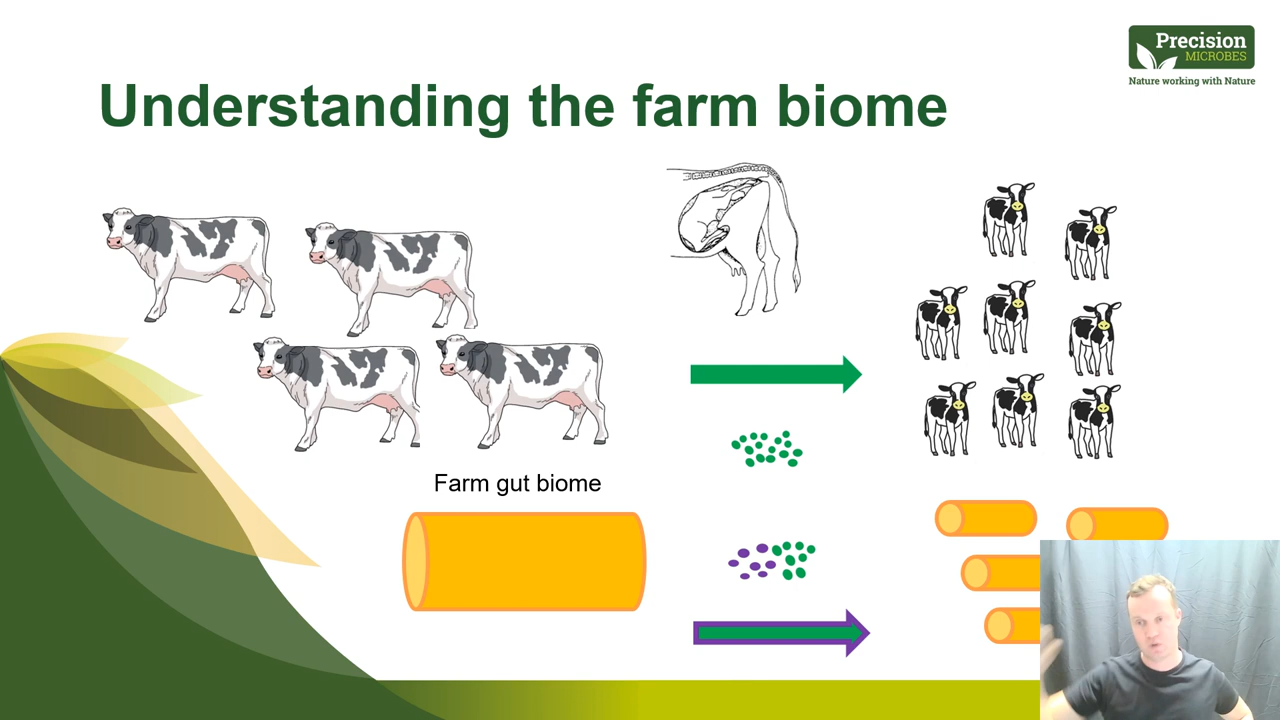 Precision
MICROBES
Nature working with Nature
Understanding the farm biome
Farm gut biome